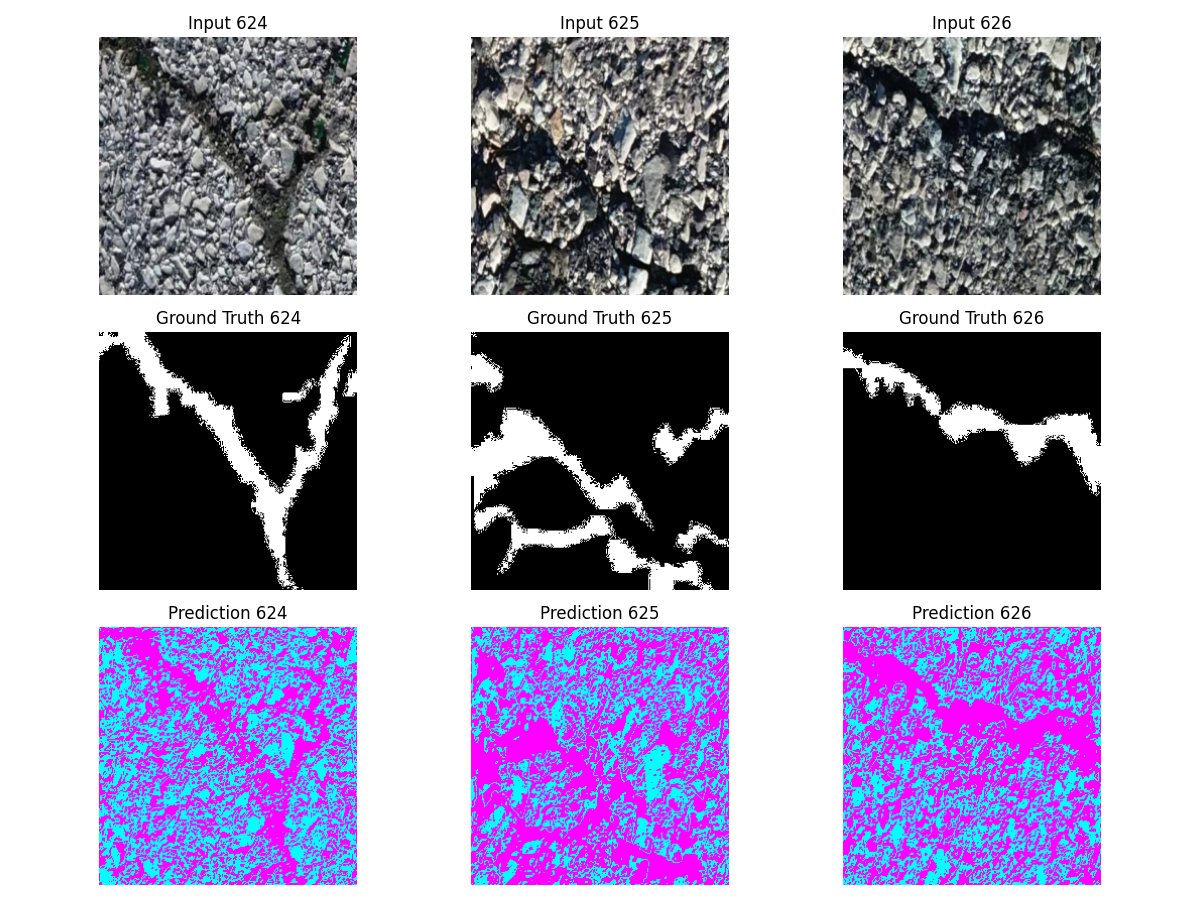 Input 624
Input 625
Input 626
Ground Truth 624
Ground Truth 625
Ground Truth 626
Prediction 624
Prediction 625
Prediction 626